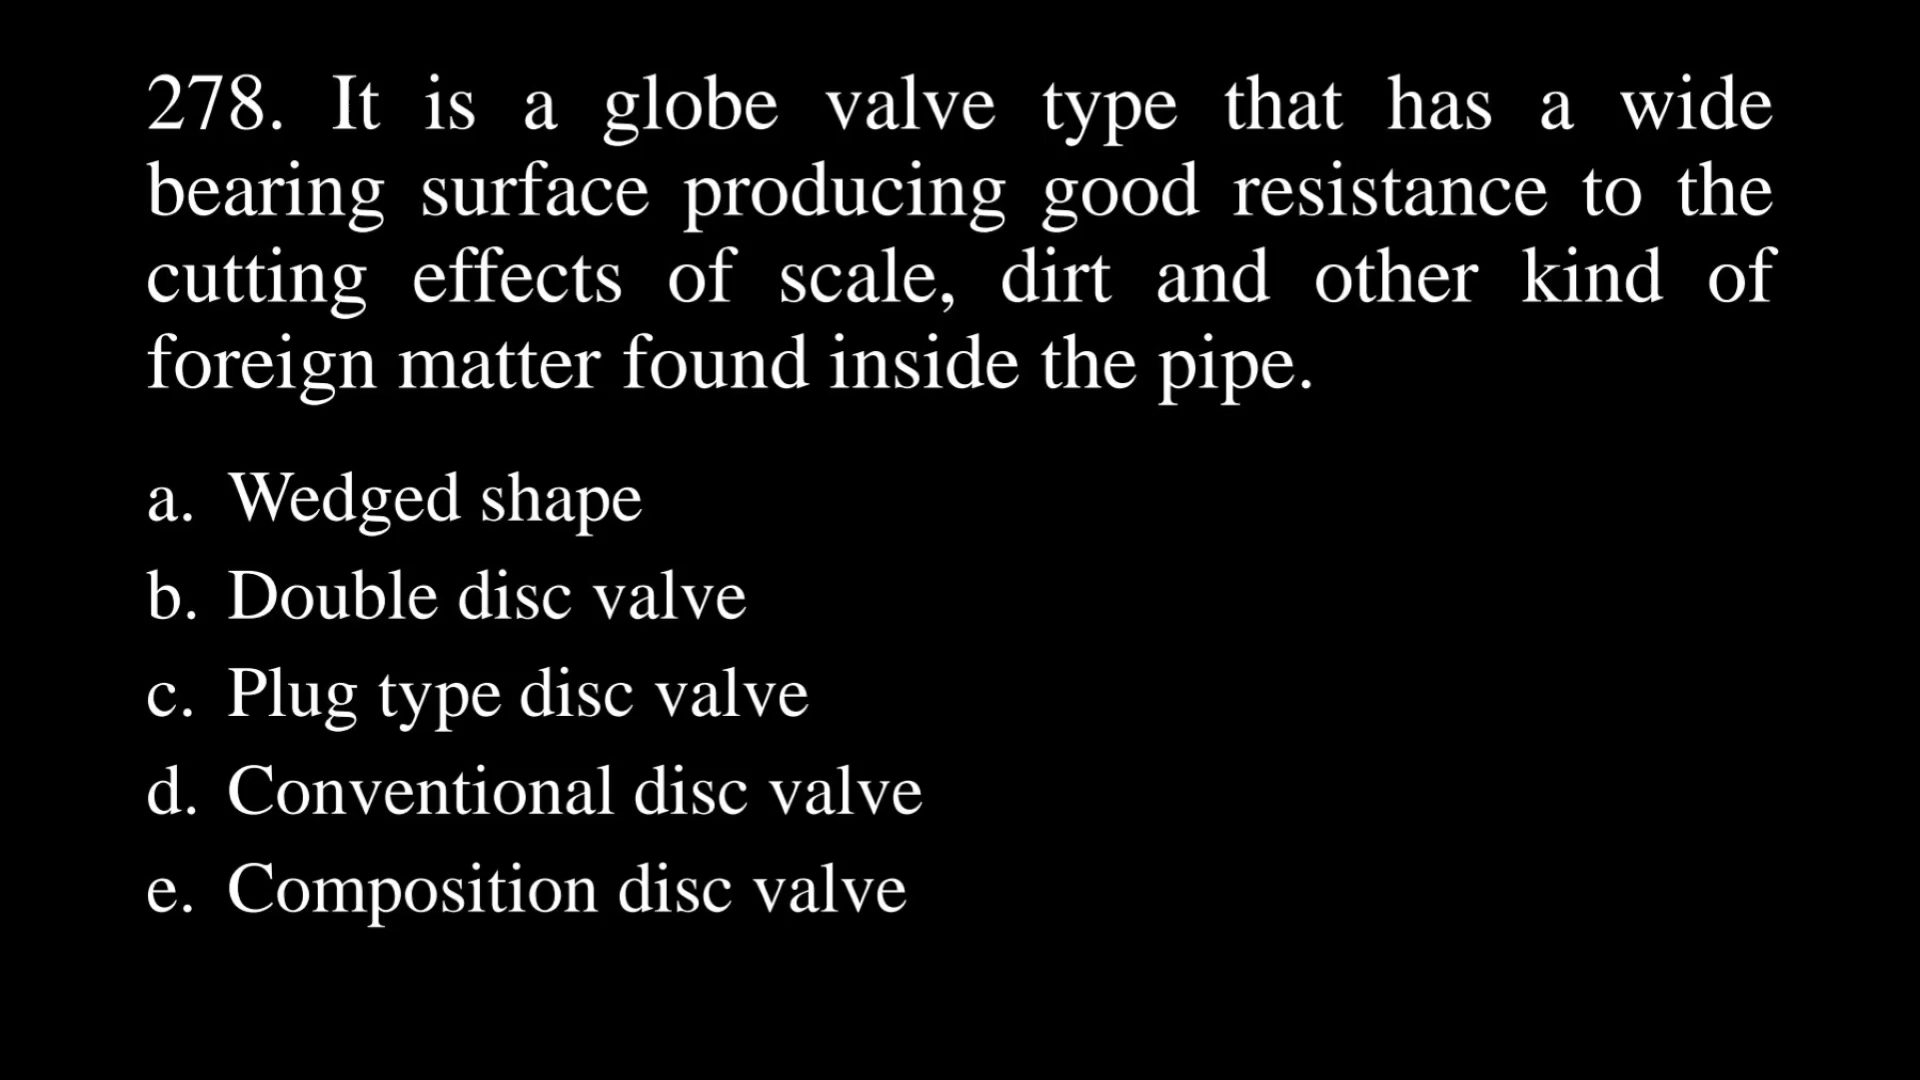 278. It is a globe valve type that has a wide
bearing surface producing good resistance to the
cutting effects of scale, dirt and other kind of
foreign matter found inside the pipe.
a. Wedged shape
b. Double disc valve
c. Plug type disc valve
d. Conventional disc valve
e. Composition disc valve